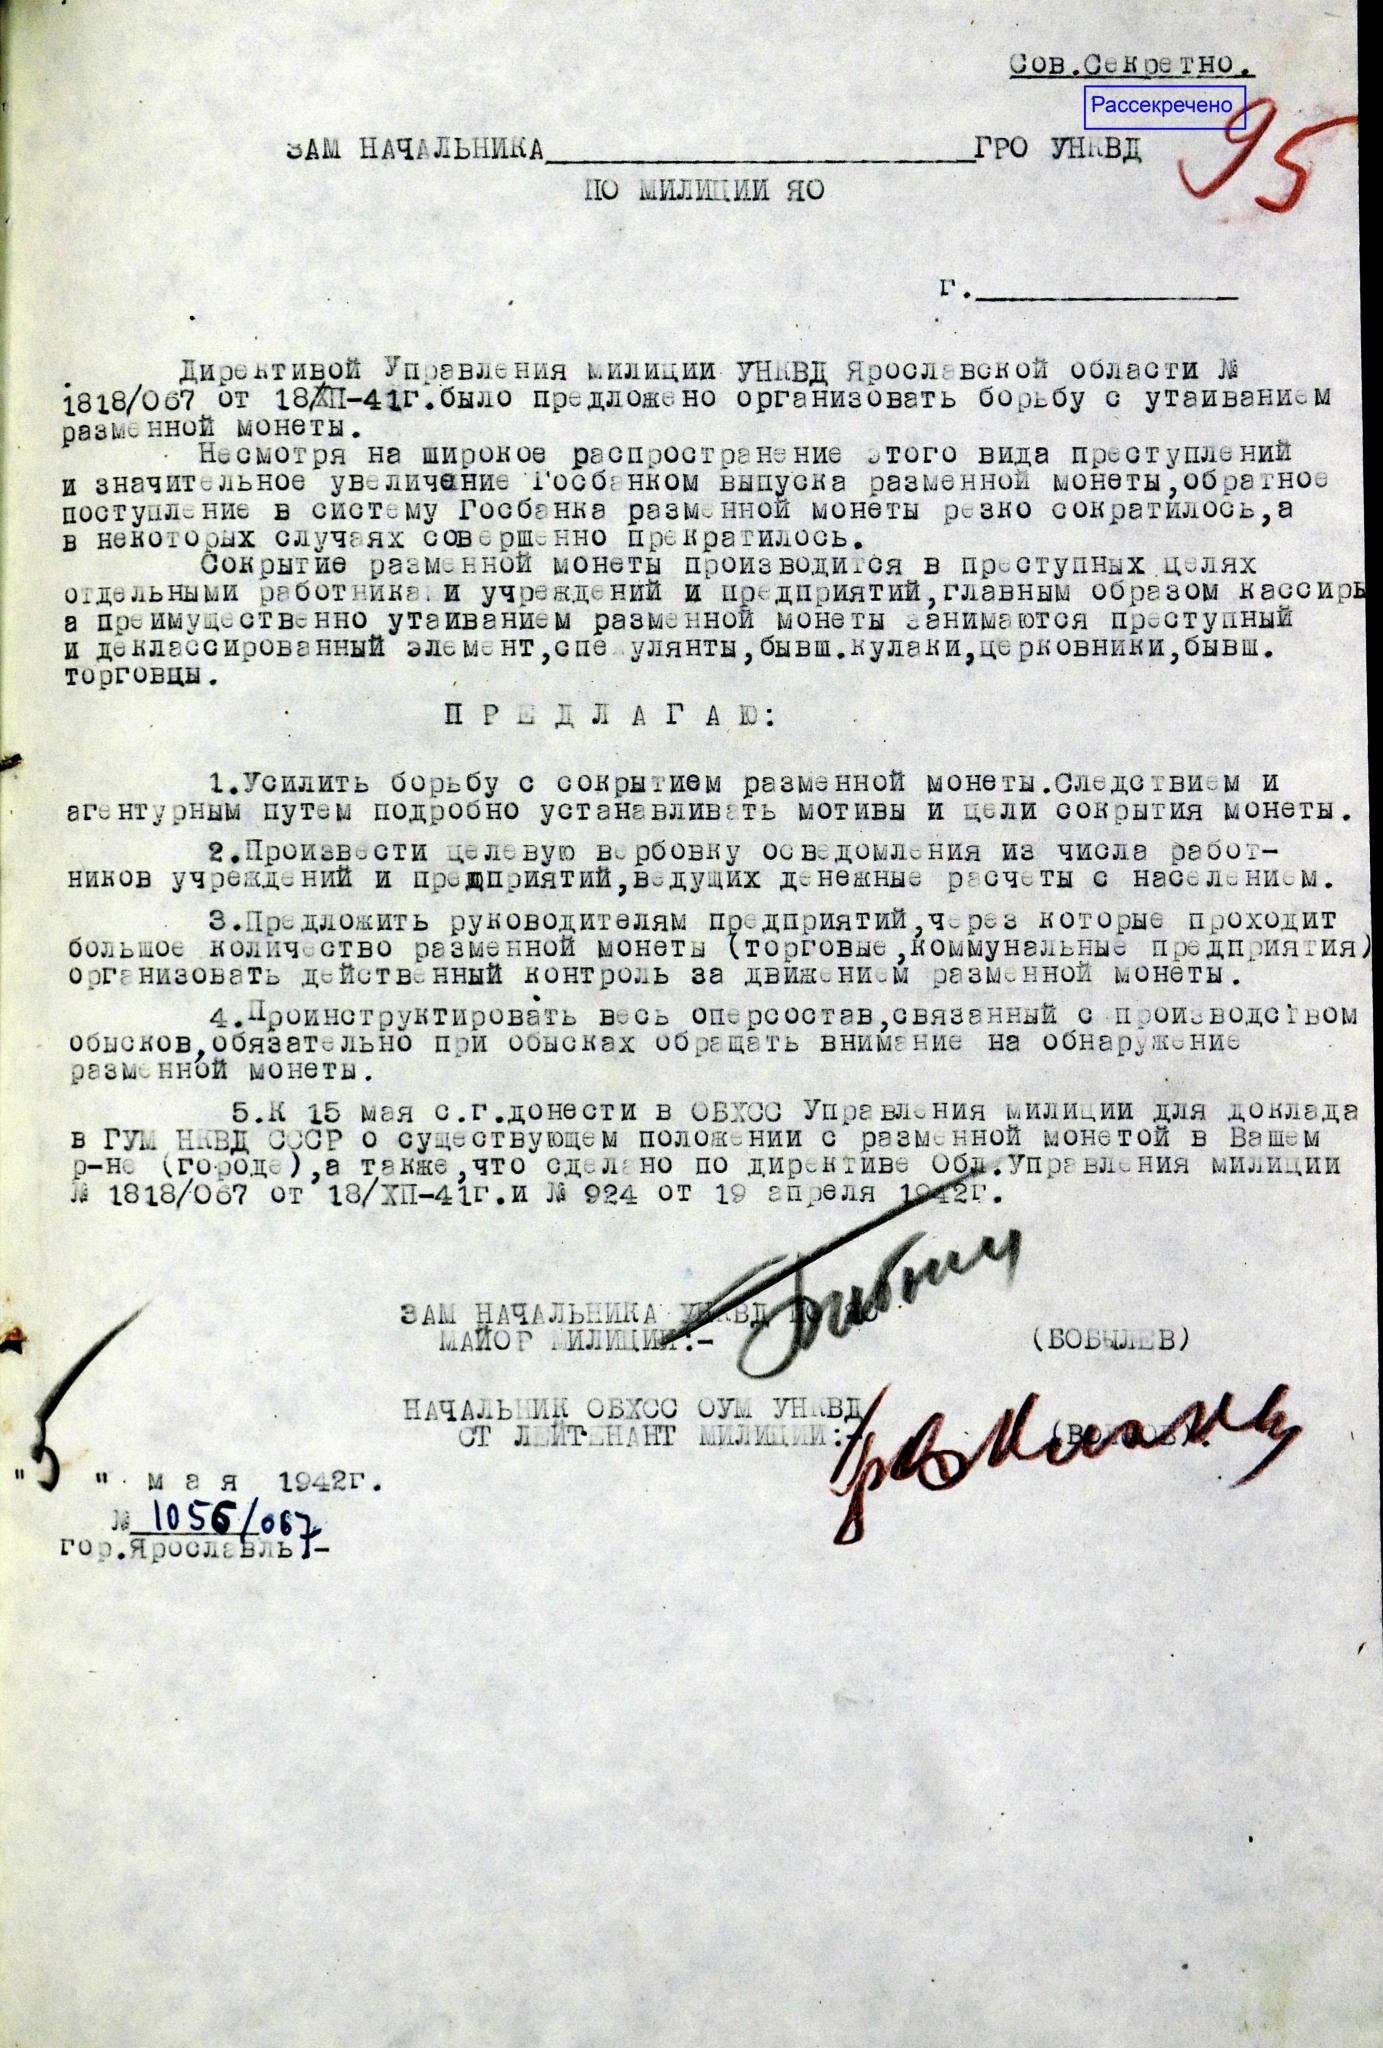 Сов.Секретно.
Рассекречено
95
ЗАМ НАЧАЛЬНИКА ГРО УНКВД
ПО МИЛИЦИИ ЯО
г.
Директивой Управления милиции УНКВД Ярославской области №
1818/067 от 18/ХП-41г.было предложено организовать борьбу с утаиванием
разменной монеты.
Несмотря на широкое распространение этого вида преступлений
и значительное увеличение Госбанком выпуска разменной монеты,обратное
поступление в систему Госбанка разменной монеты резко сократилось,а
в некоторых случаях совершенно прекратилось.
Сокрытие разменной монеты производится в преступных целях
отдельными работниками учреждений и предприятий,главным образом кассиры
а преимущественно утаиванием разменной монеты занимаются преступный
и деклассированный элемент,спекулянты,бывш.кулаки,церковники,бывш.
торговцы.
П Р Е Д Л А Г А Ю:
1.Усилить борьбу с сокрытием разменной монеты.Следствием и
агентурным путем подробно устанавливать мотивы и цели сокрытия монеты.
2.Произвести целевую вербовку осведомления из числа работ-
ников учреждений и предприятий,ведущих денежные расчеты с населением.
3.Предложить руководителям предприятий,через которые проходит
большое количество разменной монеты (торговые,коммунальные предприятия)
организовать действенный контроль за движением разменной монеты.
4.Проинструктировать весь оперсостав,связанный с производством
обысков,обязательно при обысках обращать внимание на обнаружение
разменной монеты.
5.К 15 мая с.г.донести в ОБХСС Управления милиции для доклада
в ГУМ НКВД СССР о существующем положении с разменной монетой в Вашем
р-не (городе),а также,что сделано по директиве Обл.Управления милиции
№ 1818/067 от 18/ХП-41г.и № 924 от 19 апреля 1942г.
ЗАМ НАЧАЛЬНИКА УНКВД ПО ЯО
МАЙОР МИЛИЦИИ:- (БОБЫЛЕВ)
НАЧАЛЬНИК ОБХСС ОУМ УНКВД
СТ ЛЕЙТЕНАНТ МИЛИЦИИ:-
"5" м а я 1942г.
№ 1056/067
гор.Ярославль.-